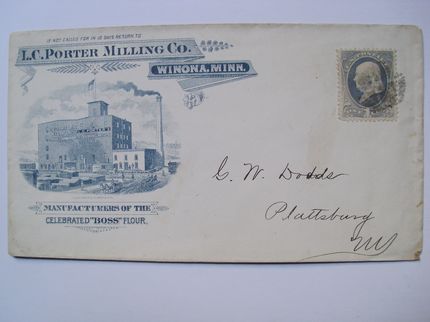 IF NOT CALLED FOR IN 10 DAYS RETURN TO
L.C. PORTER MILLING CO.
WINONA, MINN.
MANUFACTURERS OF THE
CELEBRATED "BOSS" FLOUR.
G. W. Dodds
Plattsburg
NY